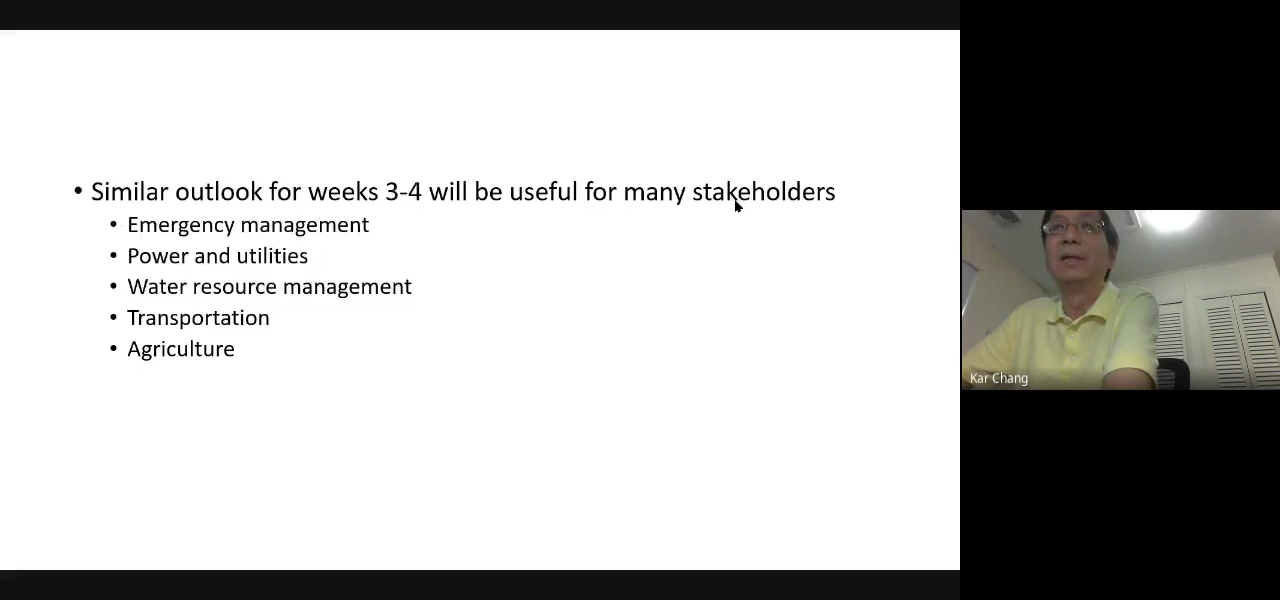 • Similar outlook for weeks 3-4 will be useful for many stakeholders
• Emergency management
• Power and utilities
• Water resource management
• Transportation
• Agriculture
Kar Chang